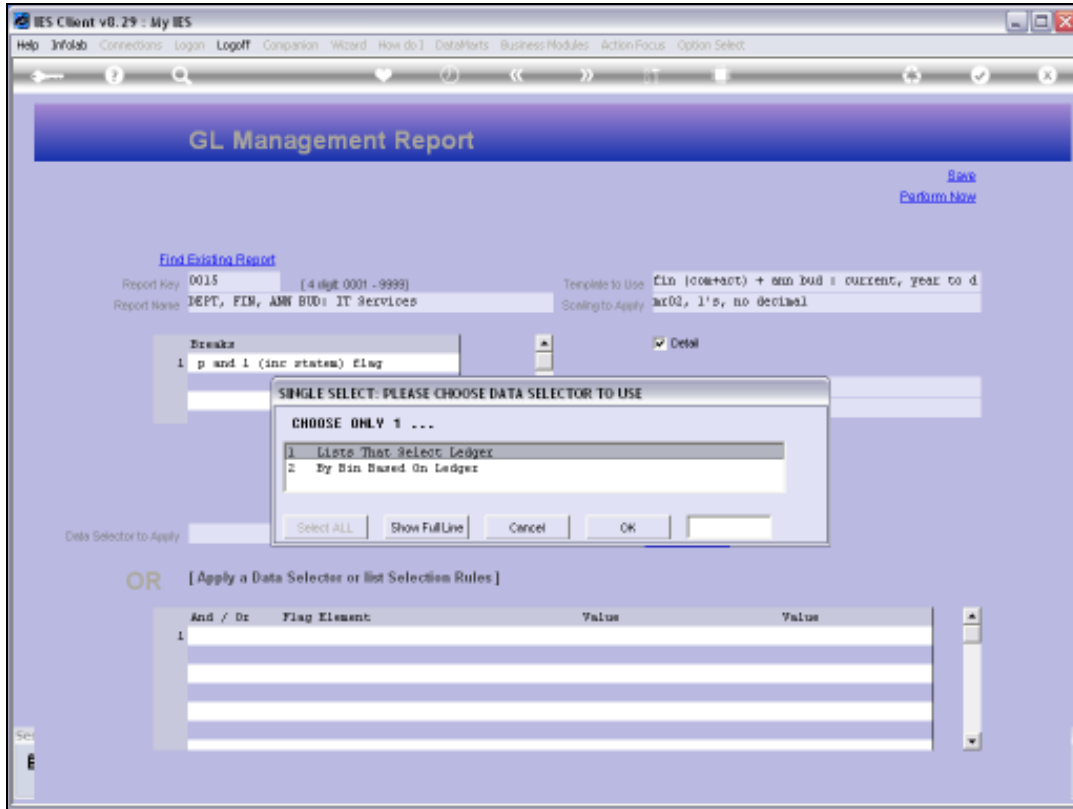 IES Client v8.29 : My IES
Help Infolab Connections Logon Logoff Companion Wizard How do I DataMarts Business Modules Action Focus Option Select
GL Management Report
Save
Perform Now
Find Existing Report
Report Key 0015 [ 4 digit: 0001 - 9999] Template to Use fin (com+act) + ann bud : current, year to d
Report Name DEPT, FIN, ANN BUD: IT Services Scaling to Apply mr02, 1's, no decimal
Breaks Detail
1 p and l (inc statem) flag
SINGLE SELECT: PLEASE CHOOSE DATA SELECTOR TO USE
CHOOSE ONLY 1 ...
1 Lists That Select Ledger
2 By Bin Based On Ledger
Select ALL Show Full Line Cancel OK
Data Selector to Apply
OR [ Apply a Data Selector or list Selection Rules ]
And / Or Flag Element Value Value
1